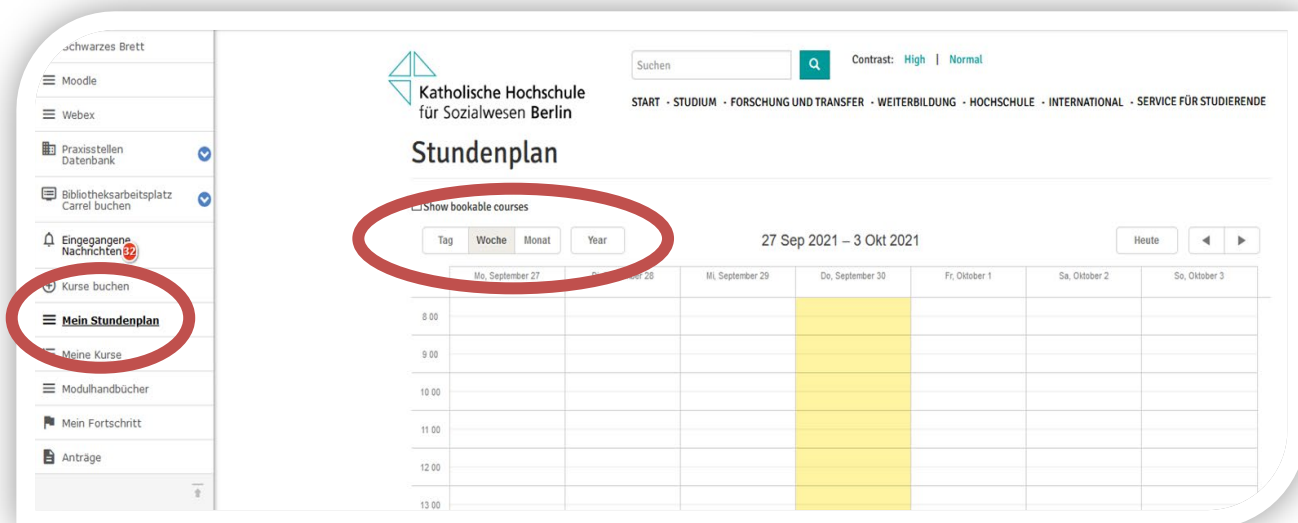 Schwarzes Brett
Moodle
Webex
Praxisstellen
Datenbank
Bibliotheksarbeitsplatz
Carrel buchen
Eingegangene
Nachrichten 32
Kurse buchen
Mein Stundenplan
Meine Kurse
Modulhandbücher
Mein Fortschritt
Anträge
Katholische Hochschule
für Sozialwesen Berlin
Suchen
Contrast: High | Normal
START · STUDIUM · FORSCHUNG UND TRANSFER · WEITERBILDUNG · HOCHSCHULE · INTERNATIONAL · SERVICE FÜR STUDIERENDE
Stundenplan
Show bookable courses
Tag Woche Monat Year
27 Sep 2021 – 3 Okt 2021
Heute
Mo, September 27 28 Mi, September 29 Do, September 30 Fr, Oktober 1 Sa, Oktober 2 So, Oktober 3
8 00
9 00
10 00
11 00
12 00
13 00